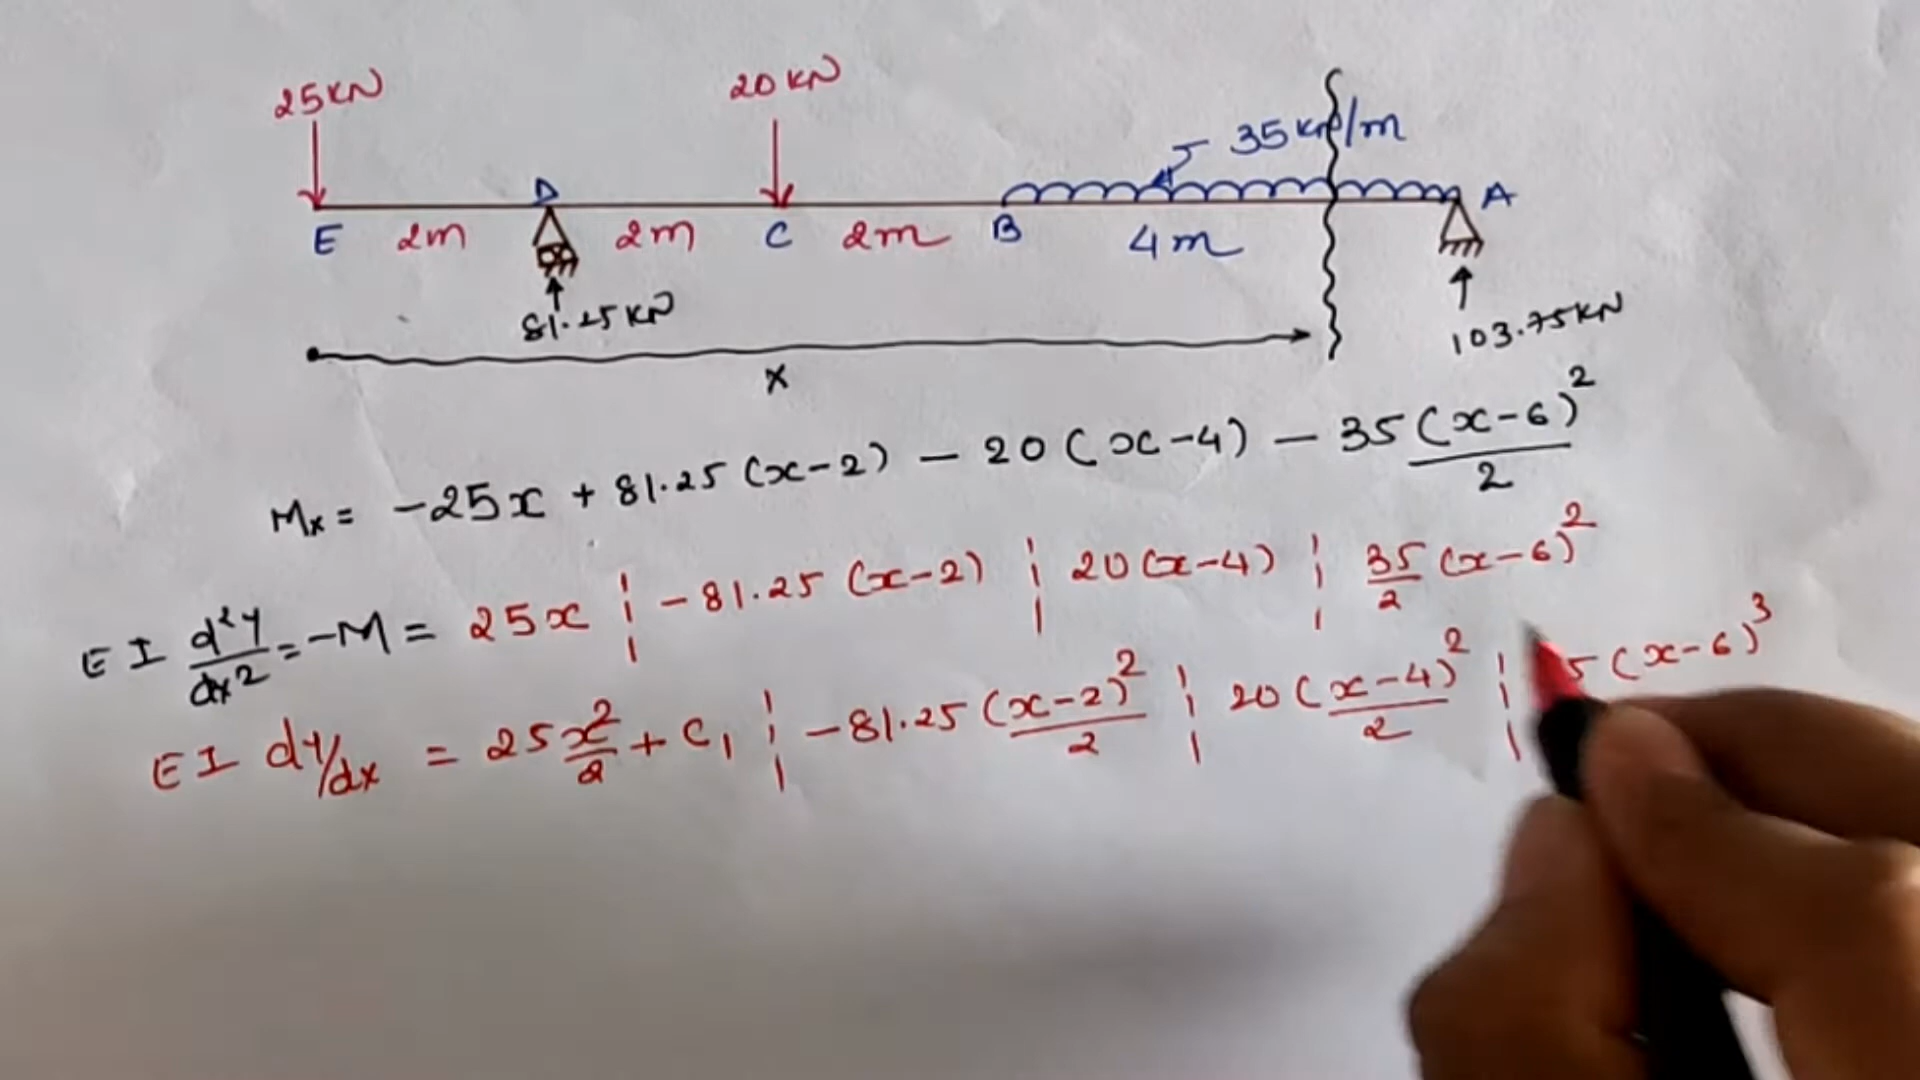 25KN 20KN
35KN/m
E 2m D 2m C 2m B 4m A
81.25KN 103.75KN
x
Mx = -25x + 81.25 (x-2) - 20 (x-4) - 35 (x-6)²/2
EI d²y/dx² = -M = 25x ¦ -81.25 (x-2) ¦ 20(x-4) ¦ 35/2 (x-6)²
EI dy/dx = 25x²/2 + C₁ ¦ -81.25 (x-2)²/2 ¦ 20 (x-4)²/2 ¦ 5 (x-6)³